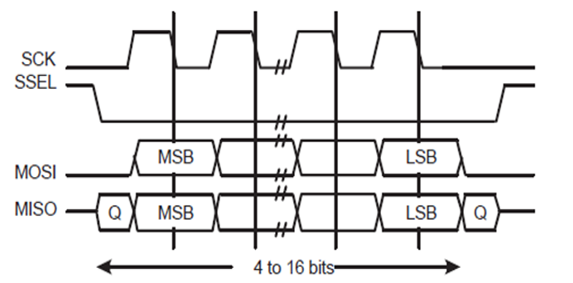 SCK
SSEL
MOSI MSB LSB
MISO Q MSB LSB Q
4 to 16 bits